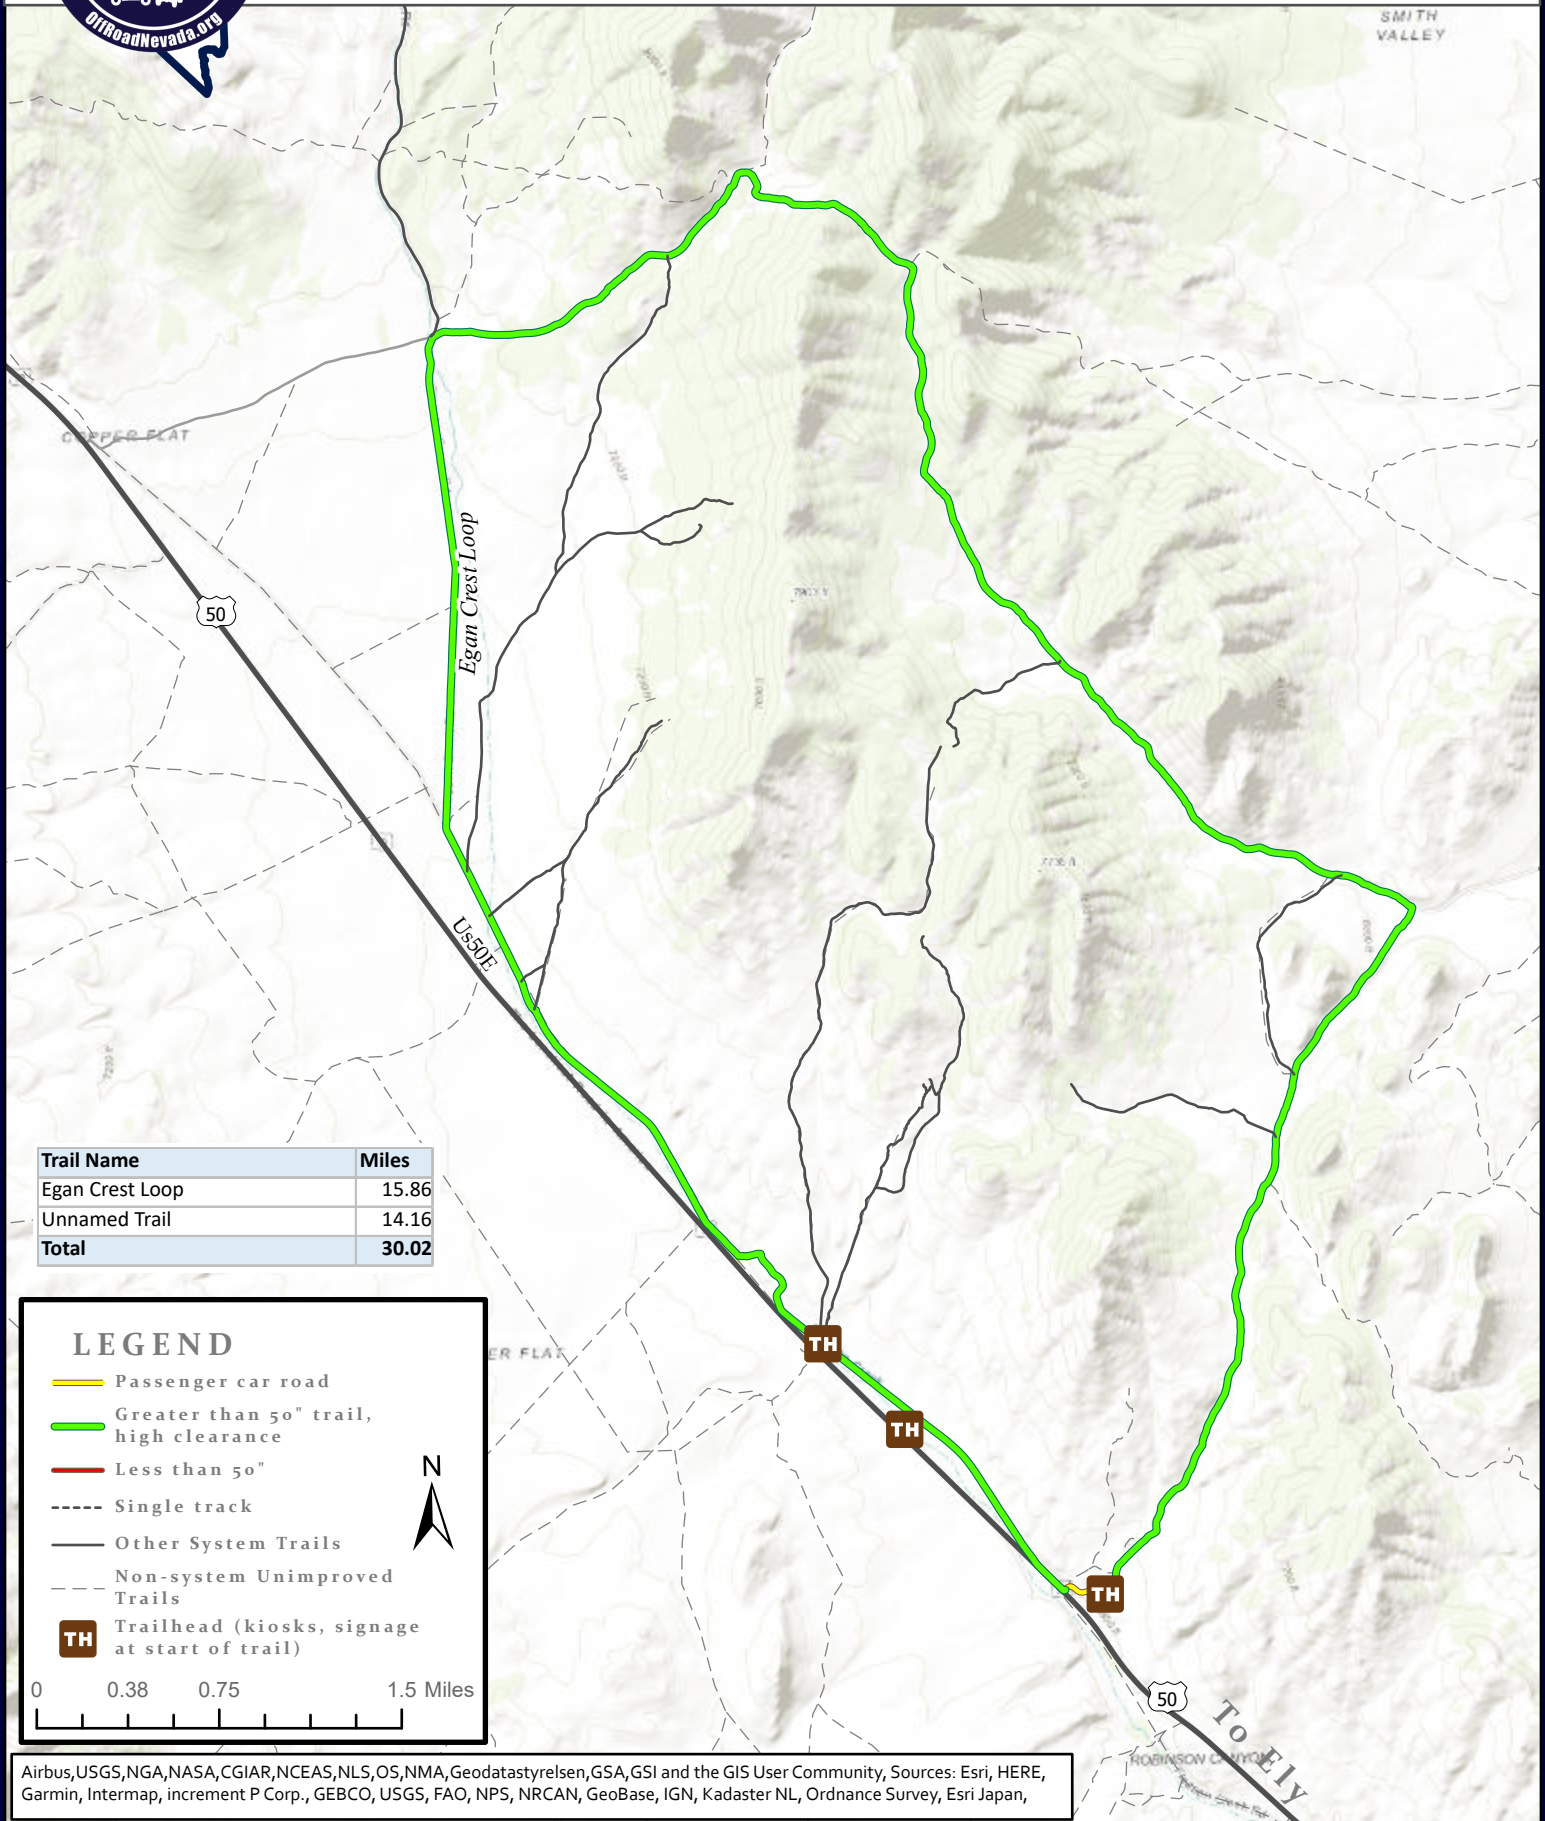 OffRoadNevada.org
SMITH
VALLEY
COPPER FLAT
50
Egan Crest Loop
Us50E
Trail Name Miles
Egan Crest Loop 15.86
Unnamed Trail 14.16
Total 30.02
ER FLAT
TH
TH
TH
LEGEND
Passenger car road
Greater than 50" trail,
high clearance
Less than 50"
Single track
Other System Trails
Non-system Unimproved
Trails
TH
Trailhead (kiosks, signage
at start of trail)
N
0 0.38 0.75 1.5 Miles
50
To Ely
ROBINSON CANYON
Airbus,USGS,NGA,NASA,CGIAR,NCEAS,NLS,OS,NMA,Geodatastyrelsen,GSA,GSI and the GIS User Community, Sources: Esri, HERE,
Garmin, Intermap, increment P Corp., GEBCO, USGS, FAO, NPS, NRCAN, GeoBase, IGN, Kadaster NL, Ordnance Survey, Esri Japan,